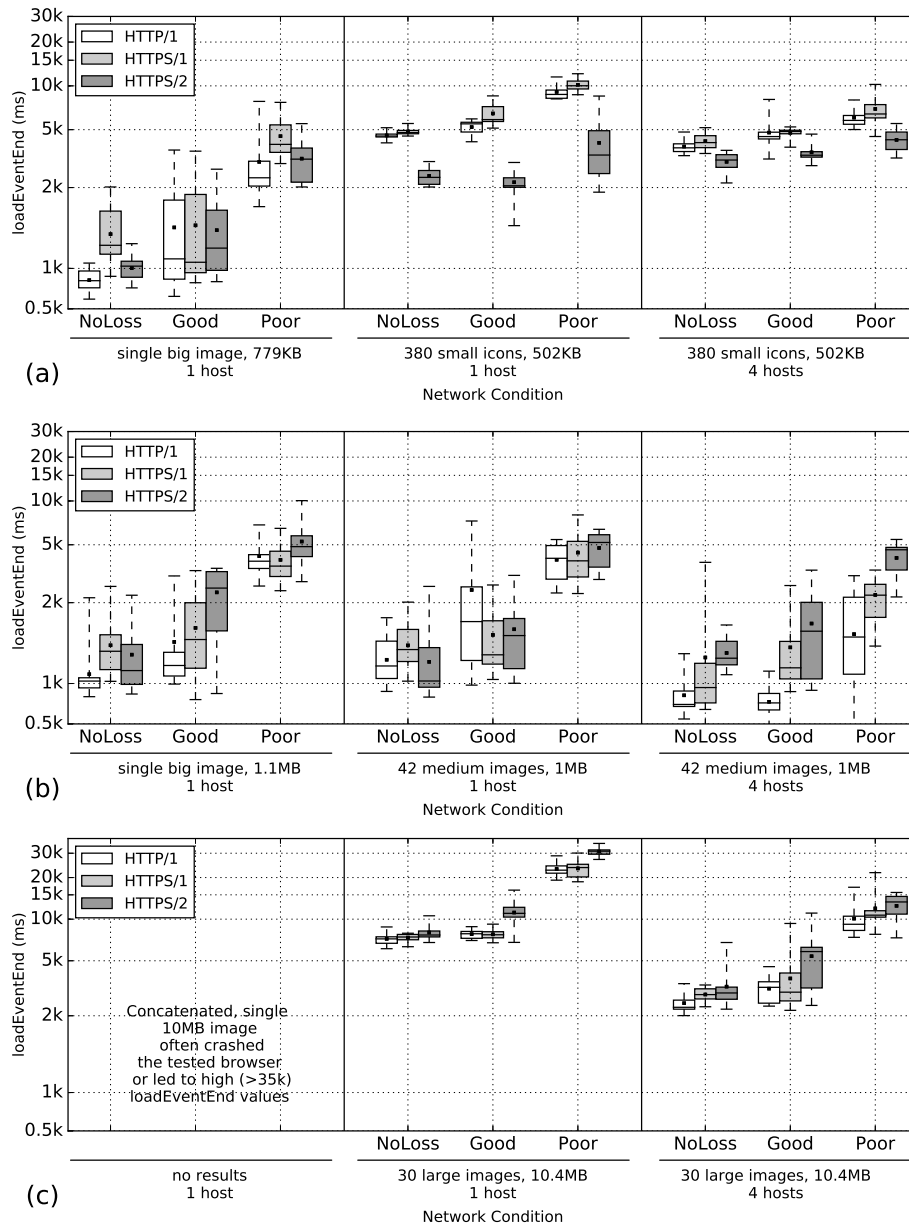 30k
20k
15k
10k
5k
2k
1k
0.5k
loadEventEnd (ms)
HTTP/1
HTTPS/1
HTTPS/2
NoLoss Good Poor NoLoss Good Poor NoLoss Good Poor
single big image, 779KB
1 host
380 small icons, 502KB
1 host
380 small icons, 502KB
4 hosts
(a)
Network Condition
30k
20k
15k
10k
5k
2k
1k
0.5k
loadEventEnd (ms)
HTTP/1
HTTPS/1
HTTPS/2
NoLoss Good Poor NoLoss Good Poor NoLoss Good Poor
single big image, 1.1MB
1 host
42 medium images, 1MB
1 host
42 medium images, 1MB
4 hosts
(b)
Network Condition
30k
20k
15k
10k
5k
2k
1k
0.5k
loadEventEnd (ms)
HTTP/1
HTTPS/1
HTTPS/2
Concatenated, single
10MB image
often crashed
the tested browser
or led to high (>35k)
loadEventEnd values
NoLoss Good Poor NoLoss Good Poor
no results
1 host
30 large images, 10.4MB
1 host
30 large images, 10.4MB
4 hosts
(c)
Network Condition